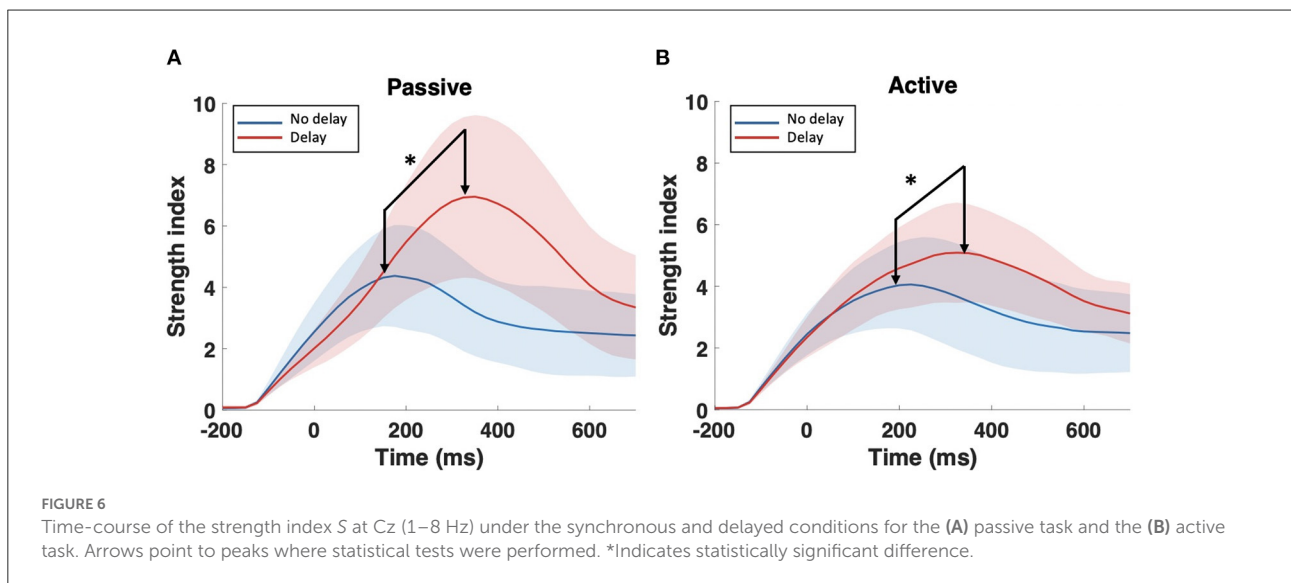 A
Passive
No delay
Delay
*
Strength index
10
8
6
4
2
0
-200
0
200
400
600
Time (ms)
B
Active
No delay
Delay
*
Strength index
10
8
6
4
2
0
-200
0
200
400
600
Time (ms)
FIGURE 6
Time-course of the strength index S at Cz (1–8 Hz) under the synchronous and delayed conditions for the (A) passive task and the (B) active
task. Arrows point to peaks where statistical tests were performed. *Indicates statistically significant difference.